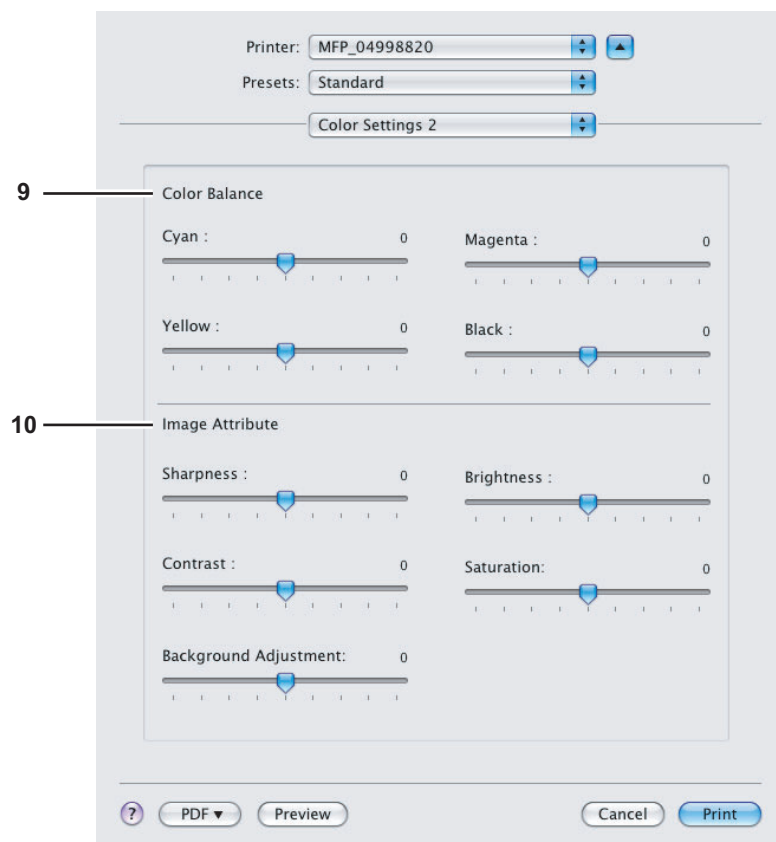 Printer: MFP_04998820
Presets: Standard
Color Settings 2
9 Color Balance
Cyan : 0 Magenta : 0
Yellow : 0 Black : 0
10 Image Attribute
Sharpness : 0 Brightness : 0
Contrast : 0 Saturation: 0
Background Adjustment: 0
? PDF▼ Preview Cancel Print